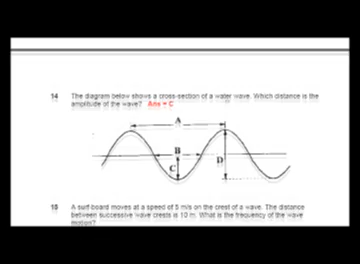 14 The diagram below shows a cross-section of a water wave. Which distance is the
amplitude of the wave? Ans = C
A
B
C
D
15 A surf-board moves at a speed of 5 m/s on the crest of a wave. The distance
between successive wave crests is 10 m. What is the frequency of the wave
motion?